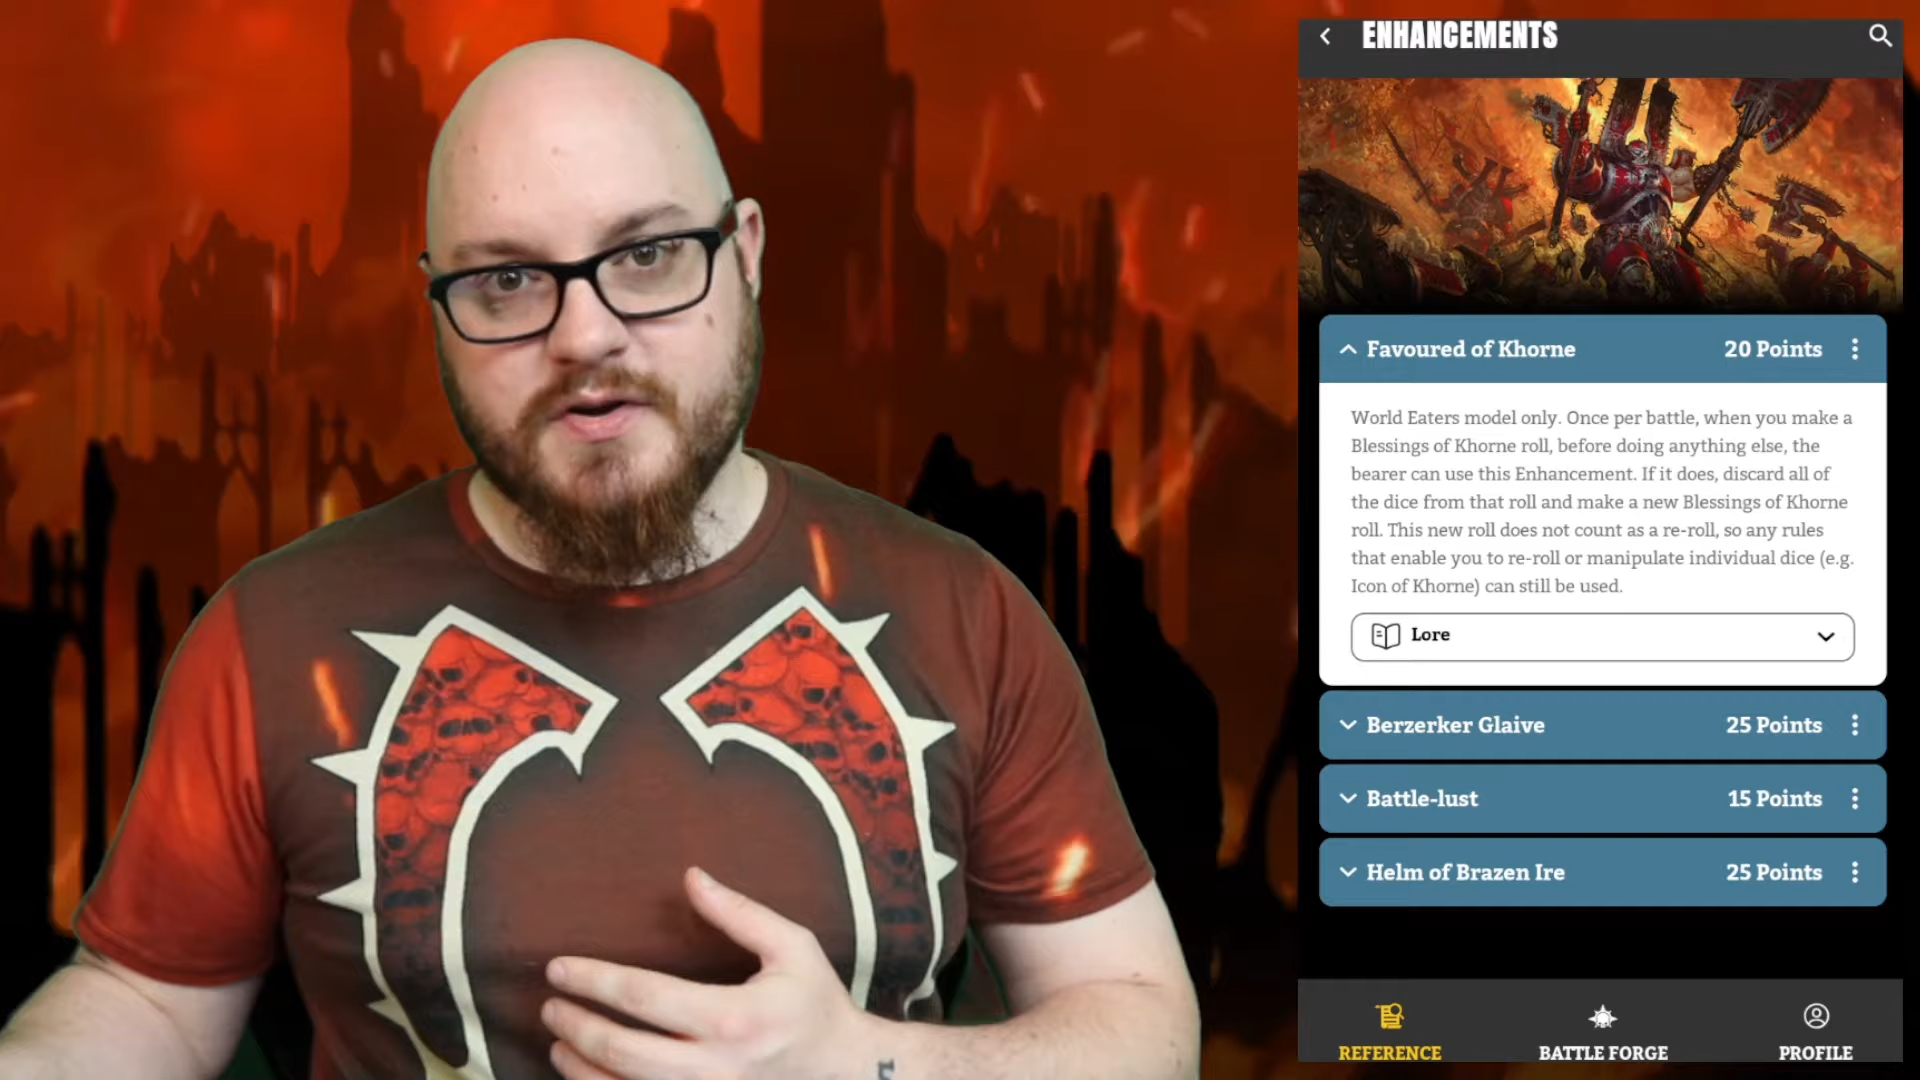 ENHANCEMENTS
Favoured of Khorne 20 Points
World Eaters model only. Once per battle, when you make a
Blessings of Khorne roll, before doing anything else, the
bearer can use this Enhancement. If it does, discard all of
the dice from that roll and make a new Blessings of Khorne
roll. This new roll does not count as a re-roll, so any rules
that enable you to re-roll or manipulate individual dice (e.g.
Icon of Khorne) can still be used.
Lore
Berzerker Glaive 25 Points
Battle-lust 15 Points
Helm of Brazen Ire 25 Points
REFERENCE BATTLE FORGE PROFILE